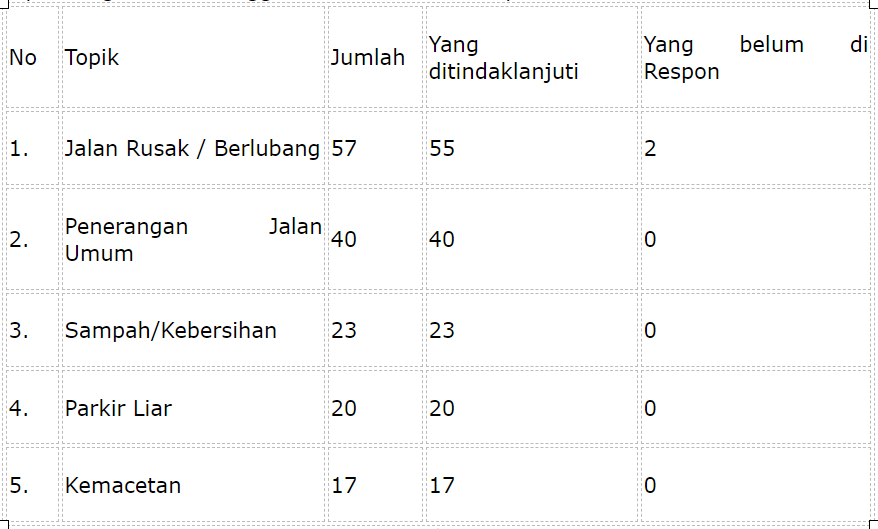 No Topik Jumlah Yang ditindaklanjuti Yang belum di Respon
1. Jalan Rusak / Berlubang 57 55 2
2. Penerangan Jalan Umum 40 40 0
3. Sampah/Kebersihan 23 23 0
4. Parkir Liar 20 20 0
5. Kemacetan 17 17 0